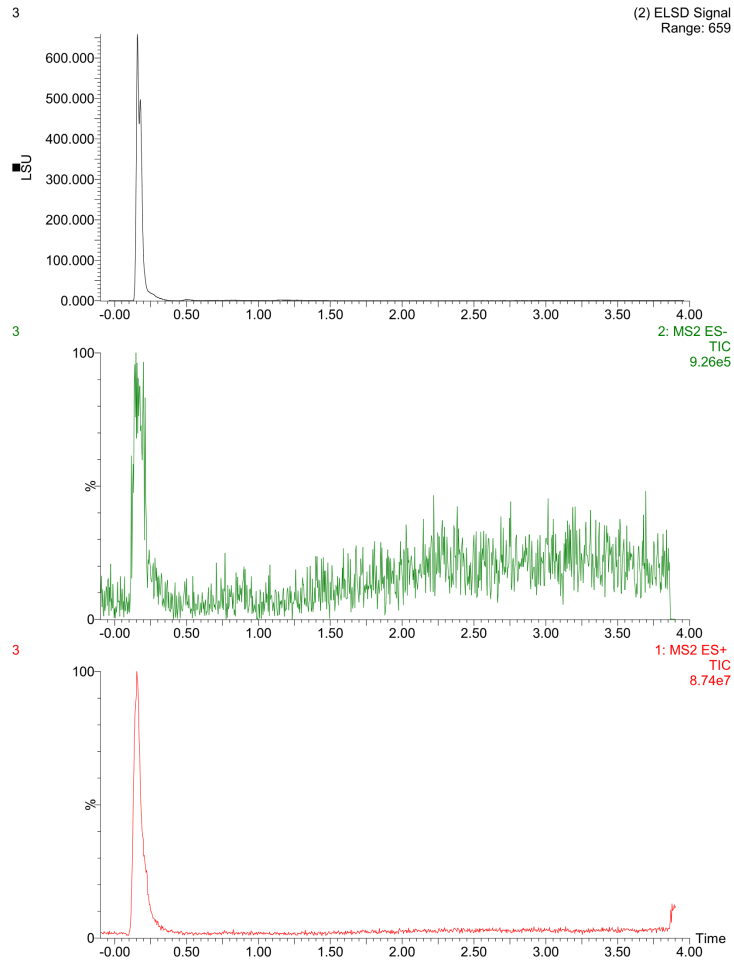 3
(2) ELSD Signal
Range: 659
600.000
500.000
400.000
300.000
200.000
100.000
0.000
LSU
-0.00 0.50 1.00 1.50 2.00 2.50 3.00 3.50 4.00
3
2: MS2 ES-
TIC
9.26e5
100
%
0
-0.00 0.50 1.00 1.50 2.00 2.50 3.00 3.50 4.00
3
1: MS2 ES+
TIC
8.74e7
100
%
0
Time
-0.00 0.50 1.00 1.50 2.00 2.50 3.00 3.50 4.00